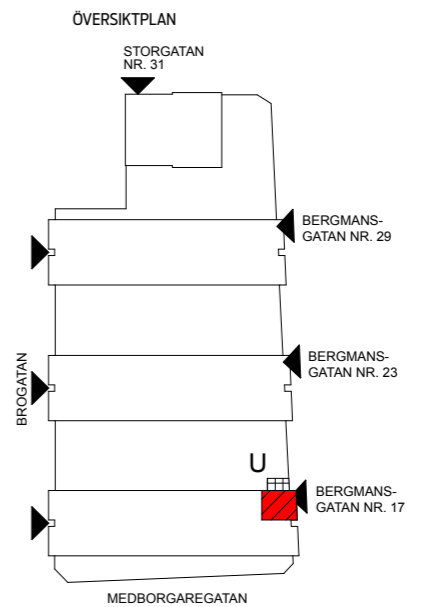 ÖVERSIKTPLAN
STORGATAN
NR. 31
BERGMANS-
GATAN NR. 29
BROGATAN
BERGMANS-
GATAN NR. 23
U
BERGMANS-
GATAN NR. 17
MEDBORGAREGATAN